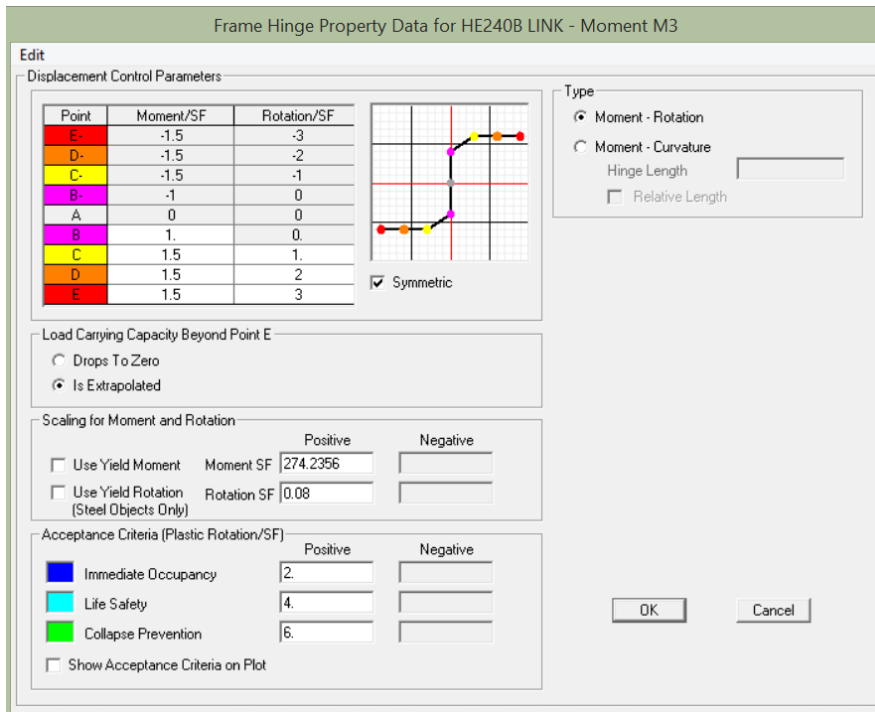 Frame Hinge Property Data for HE240B LINK - Moment M3
Edit
Displacement Control Parameters
Point Moment/SF Rotation/SF
E- -1.5 -3
D- -1.5 -2
C- -1.5 -1
B- -1 0
A 0 0
B 1. 0.
C 1.5 1.
D 1.5 2
E 1.5 3
Symmetric
Type
Moment - Rotation
Moment - Curvature
Hinge Length
Relative Length
Load Carrying Capacity Beyond Point E
Drops To Zero
Is Extrapolated
Scaling for Moment and Rotation
Positive Negative
Use Yield Moment Moment SF 274.2356
Use Yield Rotation Rotation SF 0.08
(Steel Objects Only)
Acceptance Criteria (Plastic Rotation/SF)
Positive Negative
Immediate Occupancy 2.
Life Safety 4.
Collapse Prevention 6.
Show Acceptance Criteria on Plot
OK Cancel